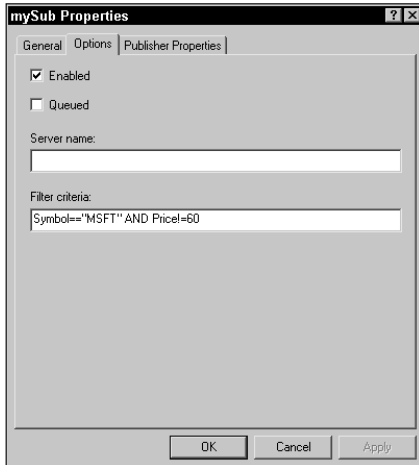 mySub Properties
General Options Publisher Properties
Enabled
Queued
Server name:
Filter criteria:
Symbol=="MSFT" AND Price!=60
OK Cancel Apply